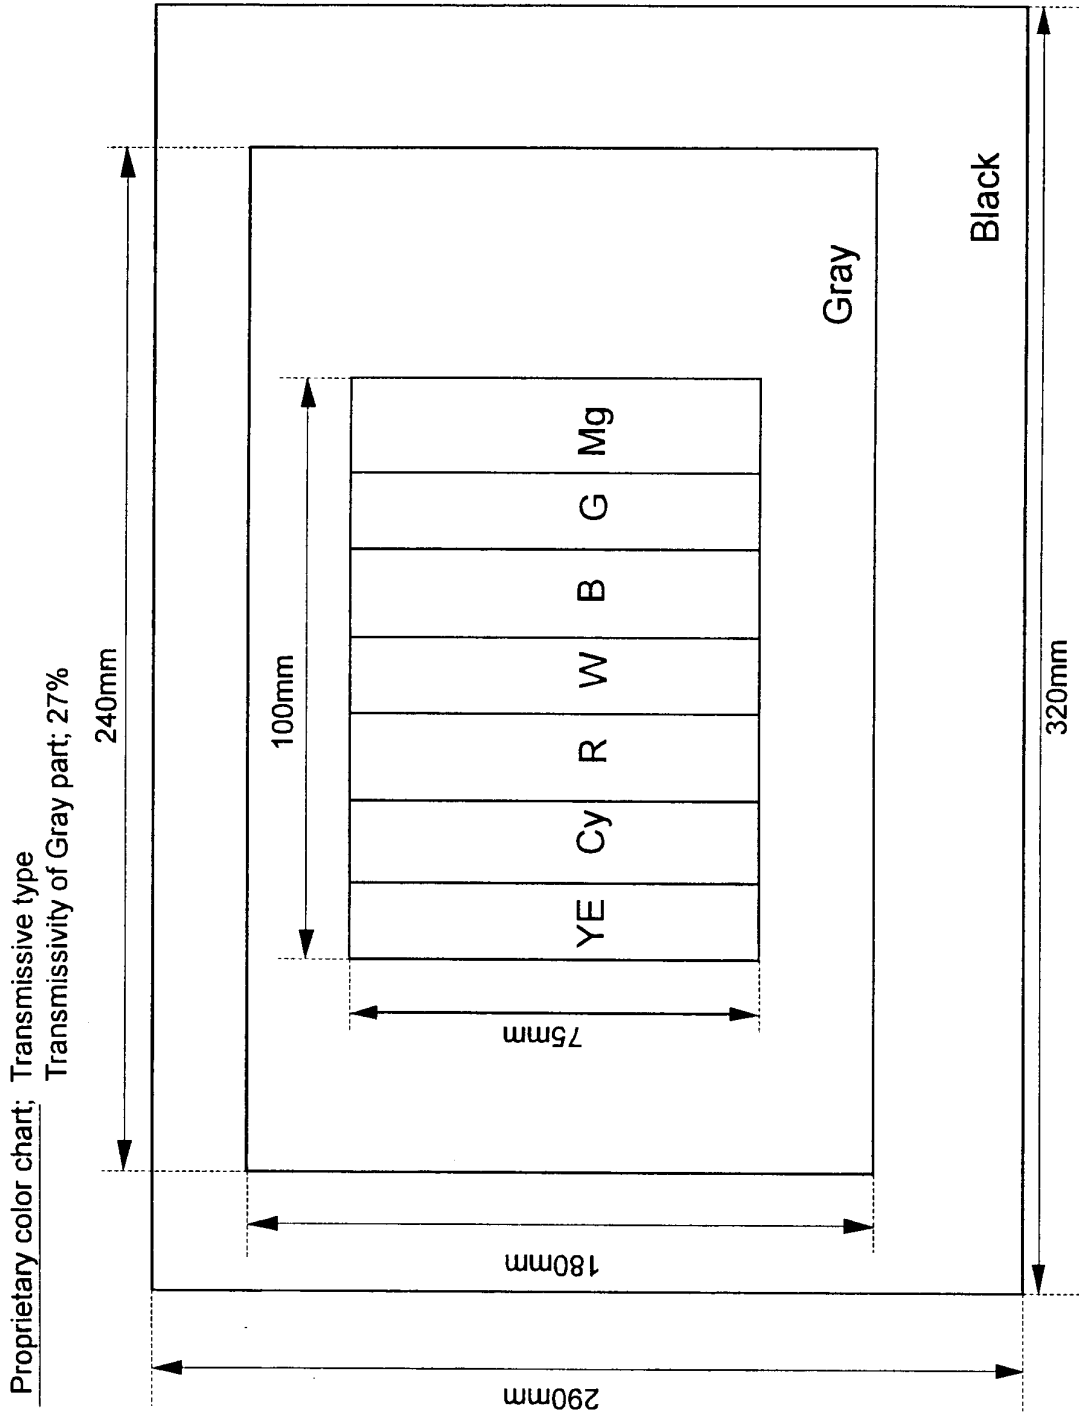 Proprietary color chart; Transmissive type
Transmissivity of Gray part; 27%
240mm
100mm
YE Cy R W B G Mg
75mm
Gray
180mm
Black
290mm
320mm